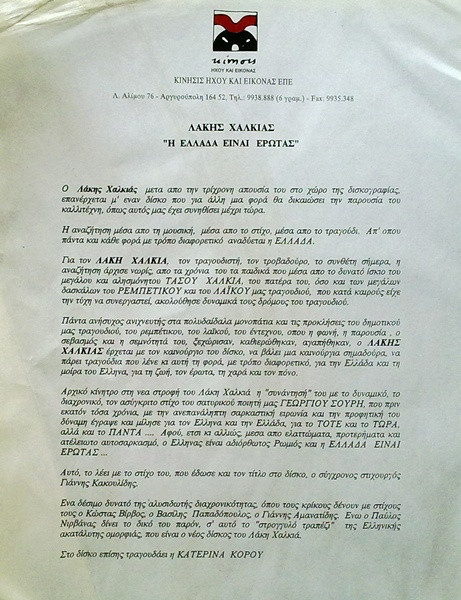 κίνησις
ΗΧΟΥ ΚΑΙ ΕΙΚΟΝΑΣ
ΚΙΝΗΣΙΣ ΗΧΟΥ ΚΑΙ ΕΙΚΟΝΑΣ ΕΠΕ
Λ. Αλίμου 76 - Αργυρούπολη 164 52, Τηλ.: 9938.888 (6 γραμ.) - Fax: 9935.348
ΛΑΚΗΣ ΧΑΛΚΙΑΣ
"Η ΕΛΛΑΔΑ ΕΙΝΑΙ ΕΡΩΤΑΣ"
Ο Λάκης Χαλκιάς μετα απο την τρίχρονη απουσία του στο χώρο της δισκογραφίας,
επανέρχεται μ' εναν δίσκο που για άλλη μια φορά θα δικαιώσει την παρουσία του
καλλιτέχνη, όπως αυτός μας έχει συνηθίσει μέχρι τώρα.
Η αναζήτηση μέσα απο τη μουσική, μέσα απο το στίχο, μέσα απο το τραγούδι. Απ' οπου
πάντα και κάθε φορά με τρόπο διαφορετικό αναδύεται η ΕΛΛΑΔΑ.
Για τον ΛΑΚΗ ΧΑΛΚΙΑ, τον τραγουδιστή, τον τροβαδούρο, το συνθέτη σήμερα, η
αναζήτηση άρχισε νωρίς, απο τα χρόνια του τα παιδικά που μέσα απο το δυνατό ίσκιο του
μεγάλου και αλησμόνητου ΤΑΣΟΥ ΧΑΛΚΙΑ, του πατέρα του, όσο και των μεγάλων
δασκάλων του ΡΕΜΠΕΤΙΚΟΥ και του ΛΑΪΚΟΥ μας τραγουδιού, που κατά καιρούς είχε
την τύχη να συνεργαστεί, ακολούθησε δυναμικά τους δρόμους του τραγουδιού.
Πάντα ανήσυχος ανιχνευτής στα πολυδαίδαλα μονοπάτια και τις προκλήσεις του δημοτικού
μας τραγουδιού, του ρεμπέτικου, του λαϊκού, του έντεχνου, οπου η φωνή, η παρουσία , ο
σεβασμός και η σεμνότητά του, ξεχώρισαν, καθιερώθηκαν, αγαπήθηκαν, ο ΛΑΚΗΣ
ΧΑΛΚΙΑΣ έρχεται με τον καινούργιο του δίσκο, να βάλει μια καινούργια σημαδούρα, να
πάρει τραγούδια που λένε κι αυτή τη φορά, με τρόπο διαφορετικό, για την Ελλάδα και τη
μοίρα του Ελληνα, για τη ζωή, τον έρωτα, τη χαρά και τον πόνο.
Αρχικό κίνητρο στη νεα στροφή του Λάκη Χαλκιά η "συνάντησή" του με το δυναμικό, το
διαχρονικό, τον ασύγκριτο στίχο του σατυρικού ποιητή μας ΓΕΩΡΓΙΟΥ ΣΟΥΡΗ, που πριν
εκατόν τόσα χρόνια, με την ανεπανάληπτη σαρκαστική ειρωνία και την προφητική του
δύναμη έγραψε και μίλησε για τον Ελληνα και την Ελλάδα, για το ΤΟΤΕ και το ΤΩΡΑ,
αλλά και το ΠΑΝΤΑ .... Αφού, ετσι κι αλλιώς, μεσα απο ελαττώματα, προτερήματα και
ατέλειωτο αυτοσαρκασμό, ο Ελληνας είναι αδιόρθωτος Ρωμιός και η ΕΛΛΑΔΑ ΕΙΝΑΙ
ΕΡΩΤΑΣ ...
Αυτό, το λέει με το στίχο του, που έδωσε και τον τίτλο στο δίσκο, ο σύγχρονος στιχουργός
Γιάννης Κακουλίδης.
Ενα δέσιμο δυνατό της αλυσιδωτής διαχρονικότητας, όπου τους κρίκους δένουν με στίχους
τους ο Κώστας Βίρβος, ο Βασίλης Παπαδόπουλος, ο Γιάννης Αμανατίδης. Ενω ο Παύλος
Νιρβάνας δίνει το δικό του παρόν, σ' αυτό το "στρογγυλό τραπέζι" της Ελληνικής
ακατάλυτης ομορφιάς, που είναι ο νεος δίσκος του Λάκη Χαλκιά.
Στο δίσκο επίσης τραγουδάει η ΚΑΤΕΡΙΝΑ ΚΟΡΟΥ